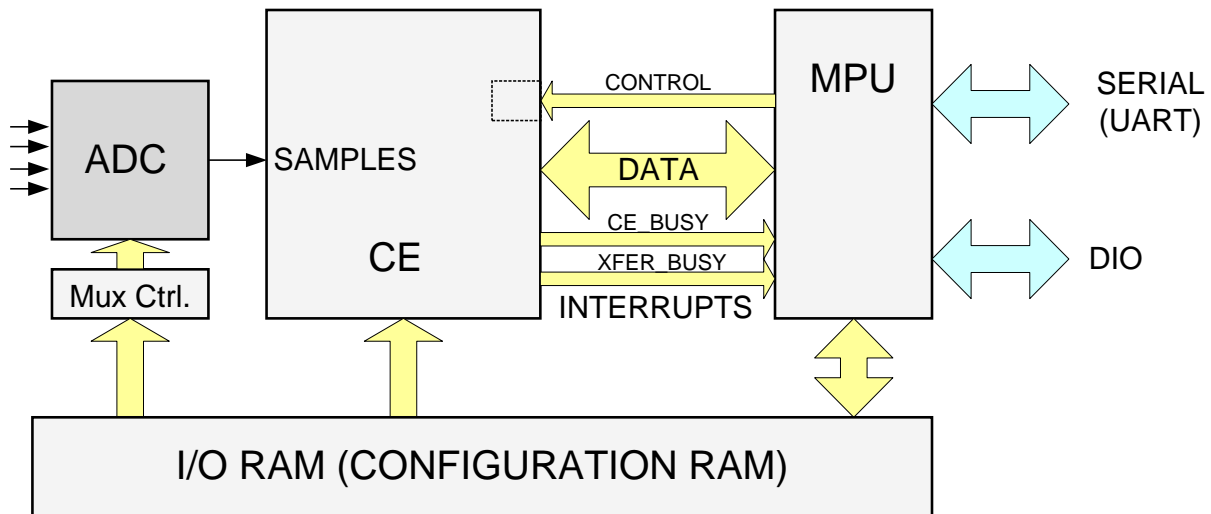 MPU
CONTROL
SERIAL
(UART)
ADC
SAMPLES
DATA
CE_BUSY
CE
XFER_BUSY
DIO
Mux Ctrl.
INTERRUPTS
I/O RAM (CONFIGURATION RAM)